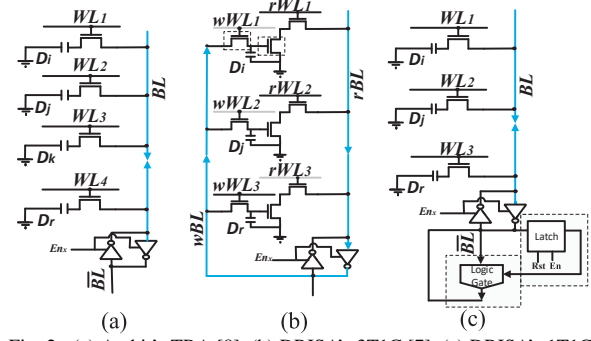 WL1
Di
WL2
Dj
WL3
Dk
WL4
Dr
BL
Enx
BL
(a)
wWL1
rWL1
Di
rWL2
wWL2
Dj
rWL3
wWL3
Dr
wBL
rBL
Enx
(b)
WL1
Di
WL2
Dj
WL3
Dr
BL
Enx
BL
Latch
Rst En
Logic
Gate
(c)